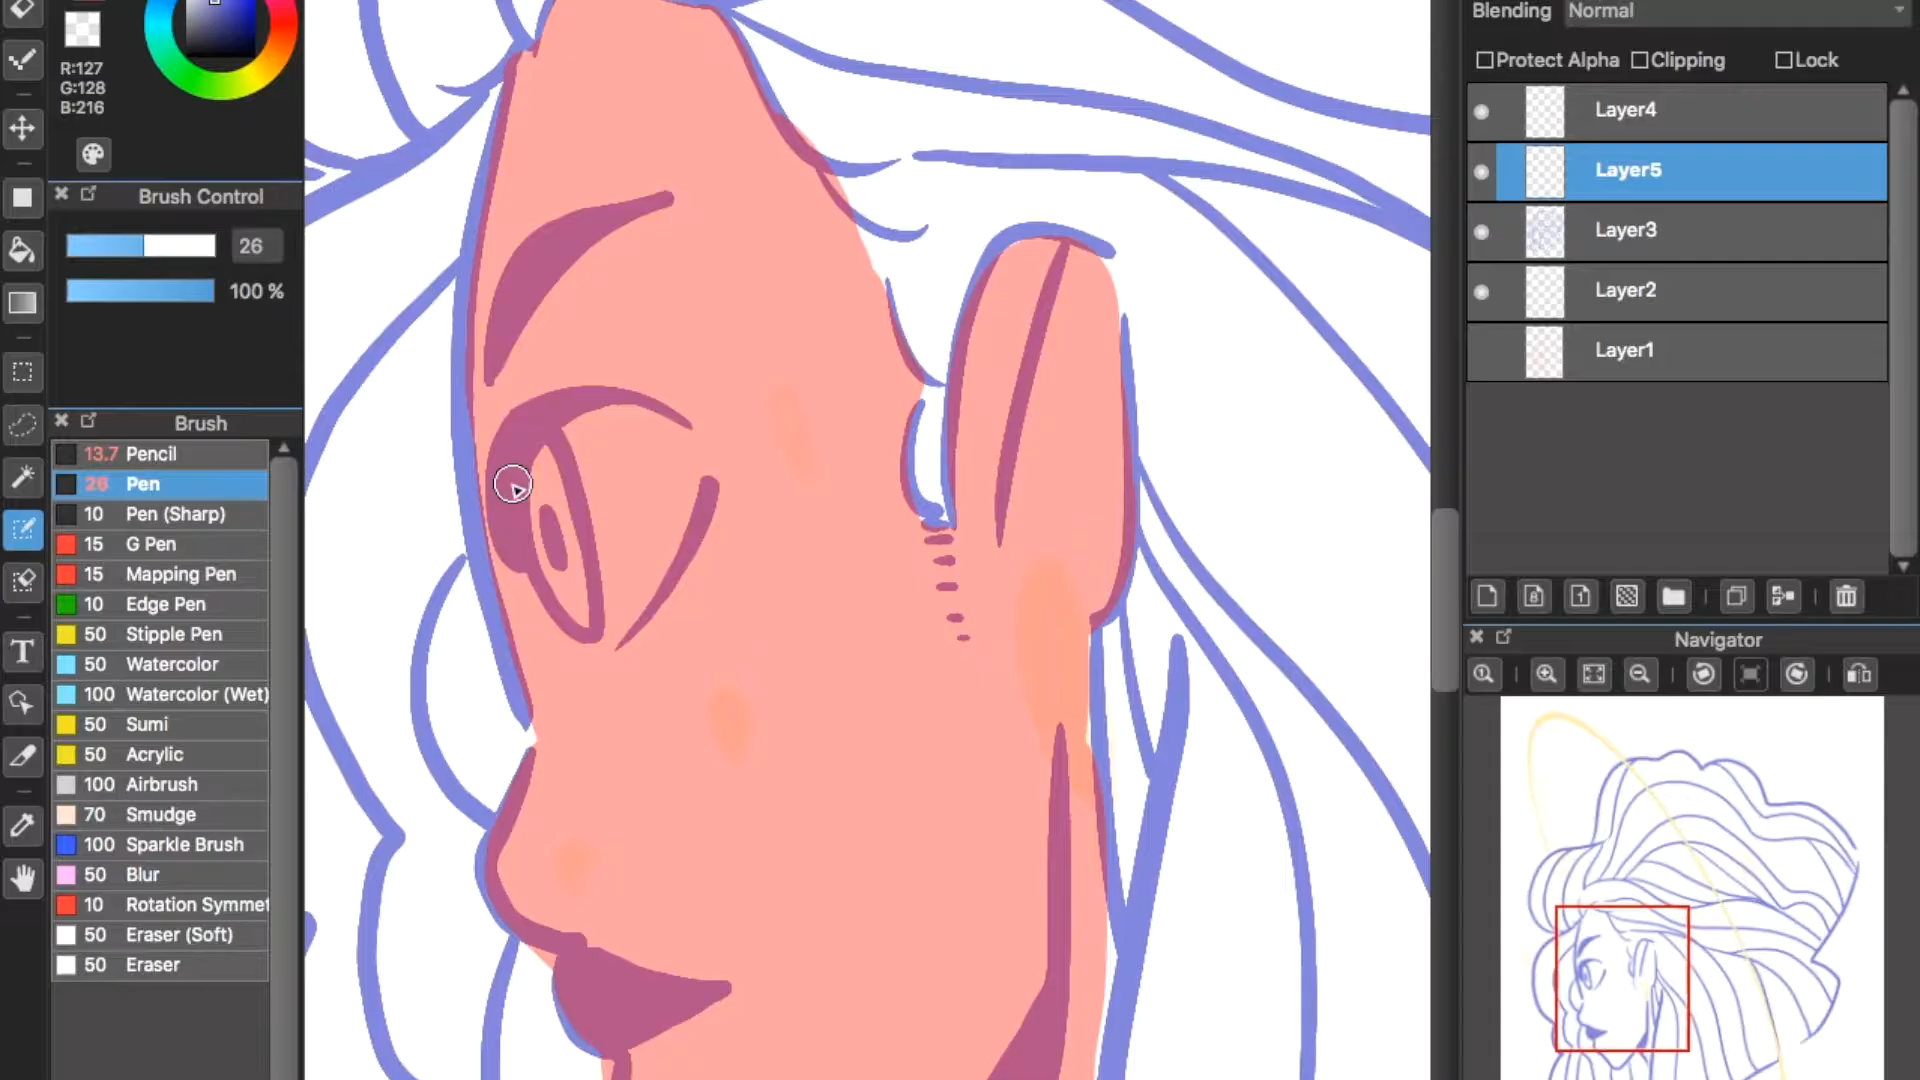 R:127
G:128
B:216
Brush Control
26
100 %
Brush
13.7 Pencil
26 Pen
10 Pen (Sharp)
15 G Pen
15 Mapping Pen
10 Edge Pen
50 Stipple Pen
50 Watercolor
100 Watercolor (Wet)
50 Sumi
50 Acrylic
100 Airbrush
70 Smudge
100 Sparkle Brush
50 Blur
10 Rotation Symmet
50 Eraser (Soft)
50 Eraser
T
Blending Normal
Protect Alpha Clipping Lock
Layer4
Layer5
Layer3
Layer2
Layer1
8 1
Navigator
1